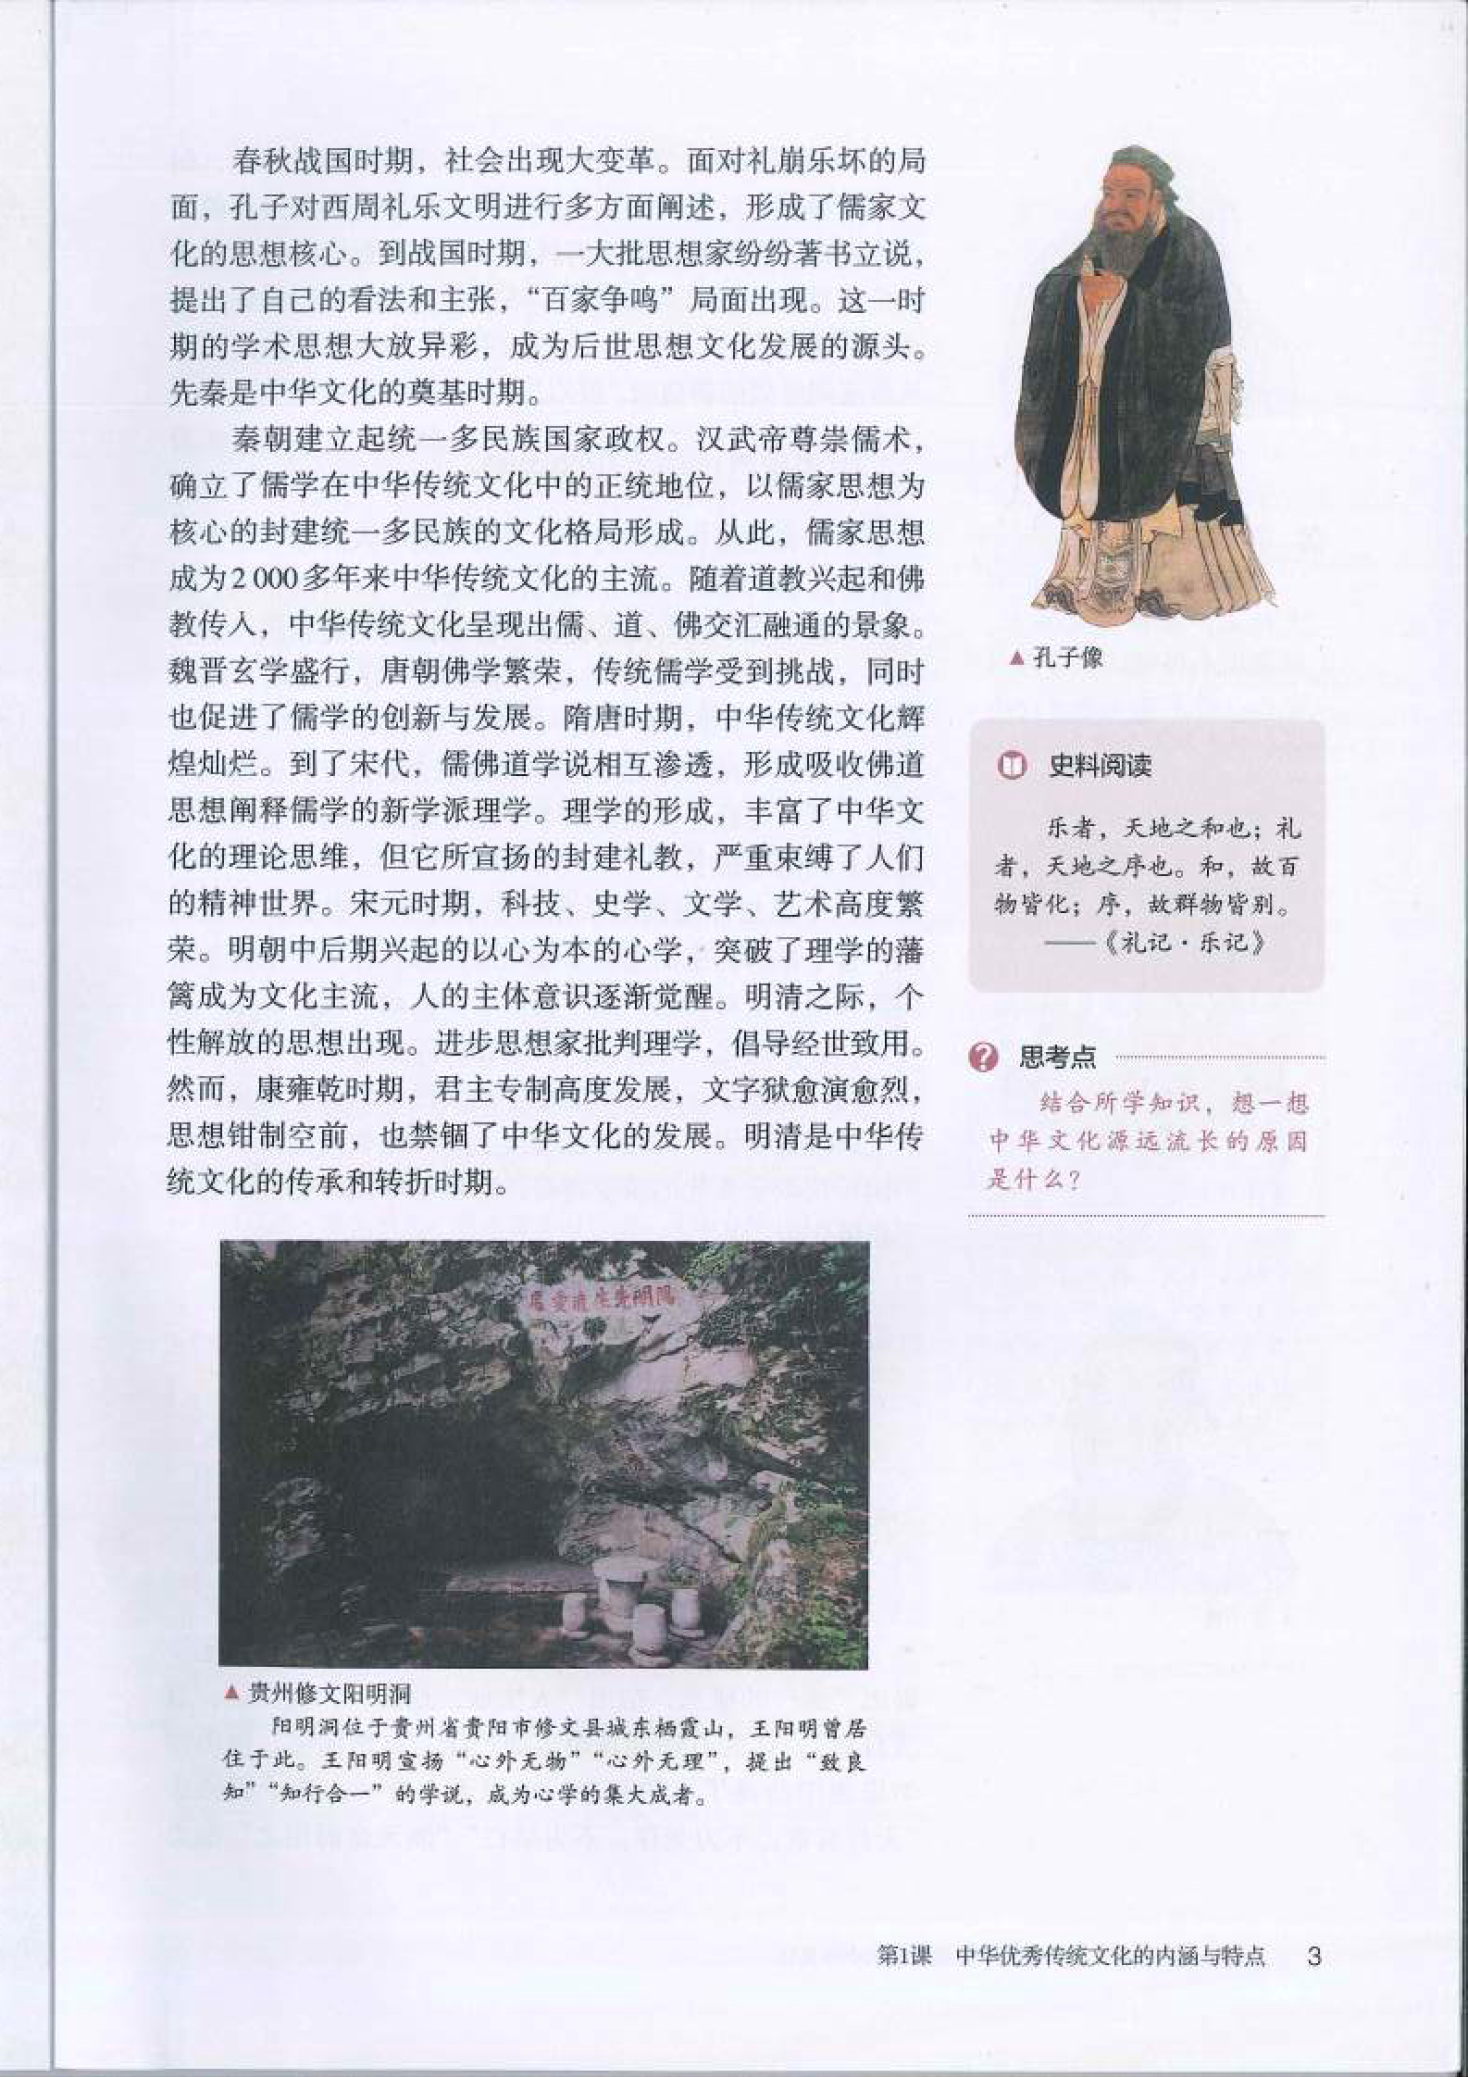 春秋战国时期，社会出现大变革。面对礼崩乐坏的局
面，孔子对西周礼乐文明进行多方面阐述，形成了儒家文
化的思想核心。到战国时期，一大批思想家纷纷著书立说，
提出了自己的看法和主张，“百家争鸣”局面出现。这一时
期的学术思想大放异彩，成为后世思想文化发展的源头。
先秦是中华文化的奠基时期。
秦朝建立起统一多民族国家政权。汉武帝尊崇儒术，
确立了儒学在中华传统文化中的正统地位，以儒家思想为
核心的封建统一多民族的文化格局形成。从此，儒家思想
成为2 000多年来中华传统文化的主流。随着道教兴起和佛
教传入，中华传统文化呈现出儒、道、佛交汇融通的景象。
魏晋玄学盛行，唐朝佛学繁荣，传统儒学受到挑战，同时
也促进了儒学的创新与发展。隋唐时期，中华传统文化辉
煌灿烂。到了宋代，儒佛道学说相互渗透，形成吸收佛道
思想阐释儒学的新学派理学。理学的形成，丰富了中华文
化的理论思维，但它所宣扬的封建礼教，严重束缚了人们
的精神世界。宋元时期，科技、史学、文学、艺术高度繁
荣。明朝中后期兴起的以心为本的心学，突破了理学的藩
篱成为文化主流，人的主体意识逐渐觉醒。明清之际，个
性解放的思想出现。进步思想家批判理学，倡导经世致用。
然而，康雍乾时期，君主专制高度发展，文字狱愈演愈烈，
思想钳制空前，也禁锢了中华文化的发展。明清是中华传
统文化的传承和转折时期。
▲ 孔子像
史料阅读
乐者，天地之和也；礼
者，天地之序也。和，故百
物皆化；序，故群物皆别。
——《礼记·乐记》
? 思考点
结合所学知识，想一想
中华文化源远流长的原因
是什么？
居愛遺生先明陽
▲ 贵州修文阳明洞
阳明洞位于贵州省贵阳市修文县城东栖霞山，王阳明曾居
住于此。王阳明宣扬“心外无物”“心外无理”，提出“致良
知”“知行合一”的学说，成为心学的集大成者。
第1课 中华优秀传统文化的内涵与特点 3